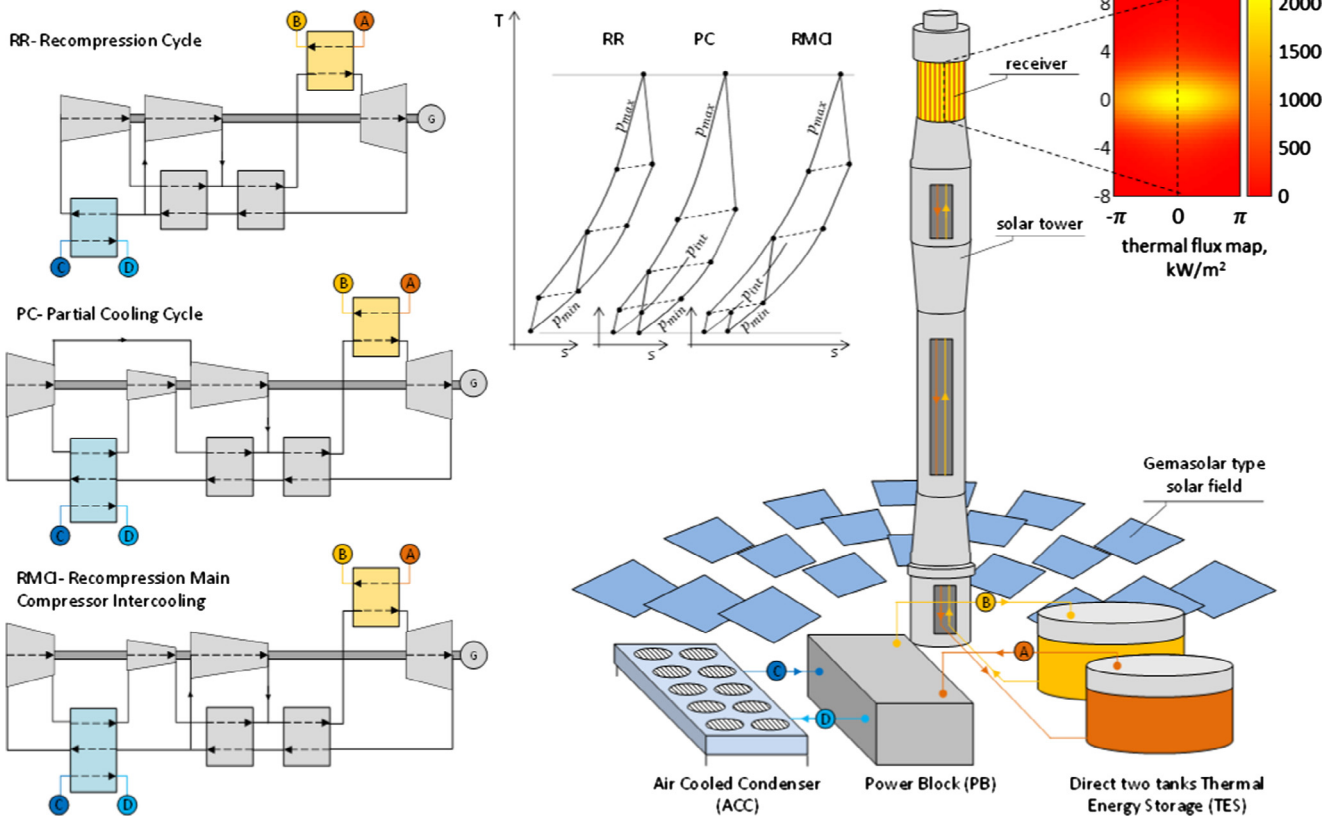 RR- Recompression Cycle
B
A
G
C
D
PC- Partial Cooling Cycle
B
A
G
C
D
RMCI- Recompression Main
Compressor Intercooling
B
A
G
C
D
T
RR
PC
RMCI
pmax
pmax
pmax
pint
pint
pmin
pmin
pmin
s
s
s
receiver
solar tower
8
4
0
-4
-8
-π
0
π
2000
1500
1000
500
0
thermal flux map,
kW/m²
Gemasolar type
solar field
B
A
C
D
Air Cooled Condenser
(ACC)
Power Block (PB)
Direct two tanks Thermal
Energy Storage (TES)